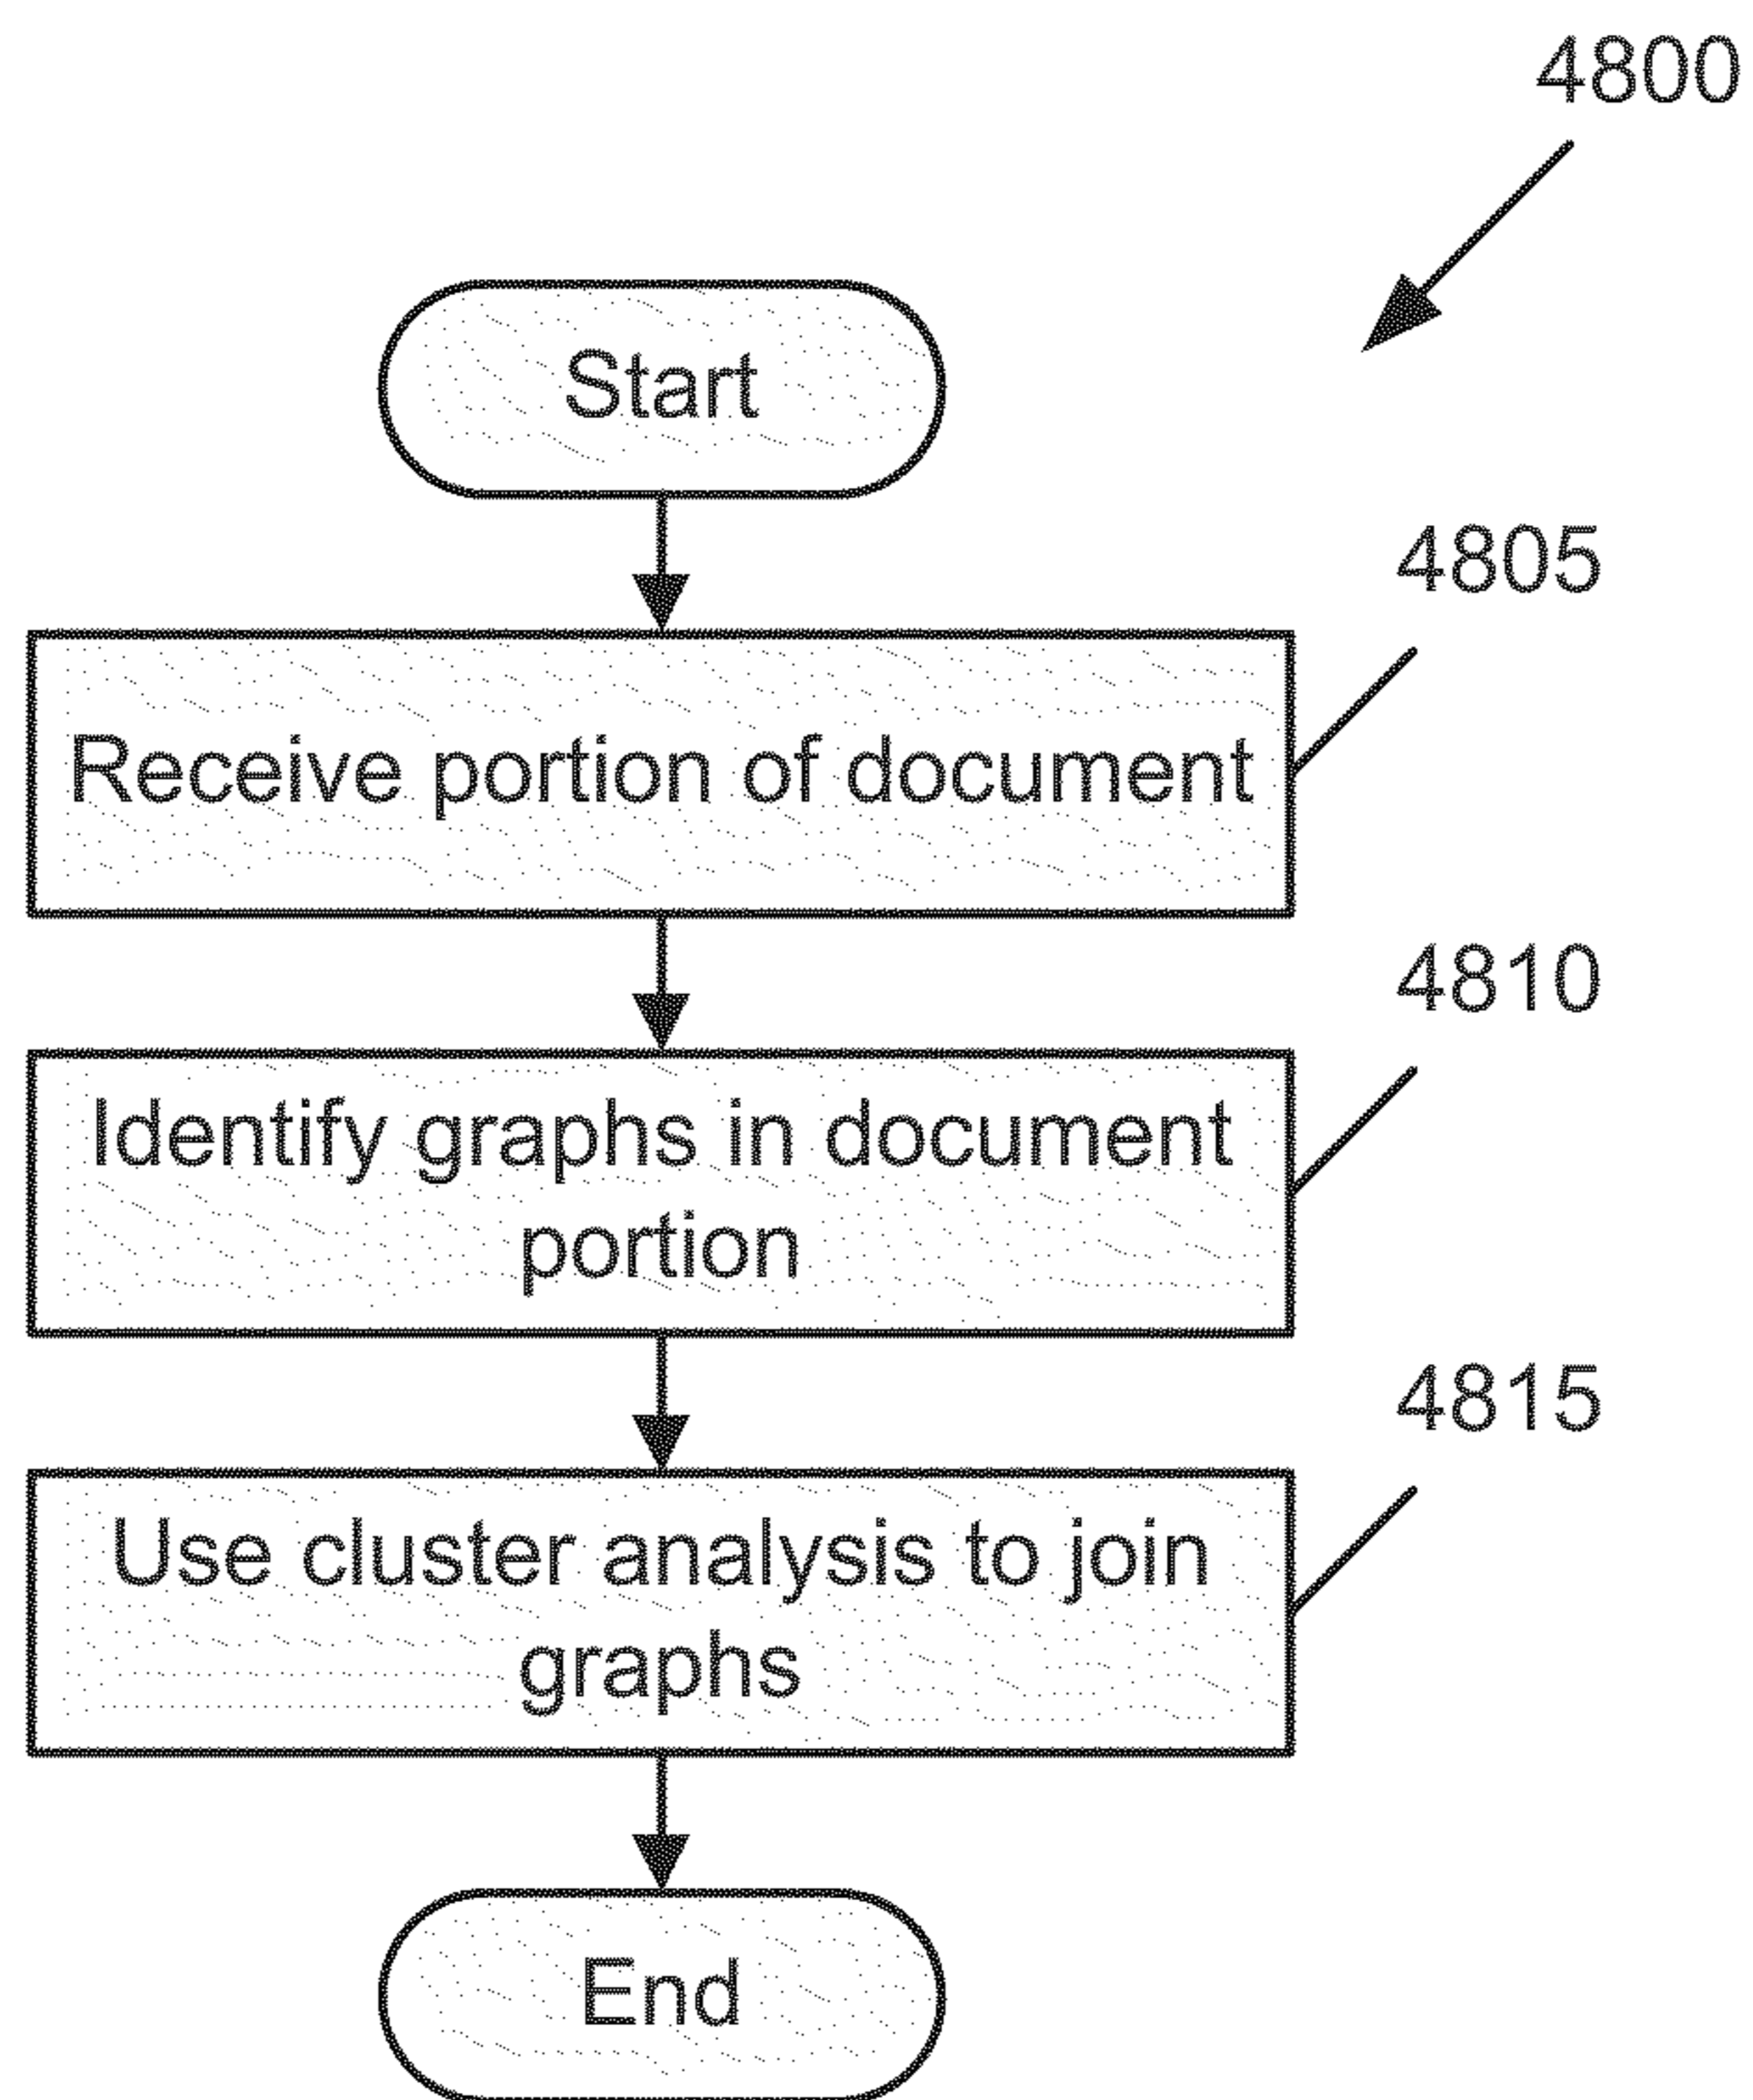 4800
Start
4805
Receive portion of document
4810
Identify graphs in document
portion
4815
Use cluster analysis to join
graphs
End